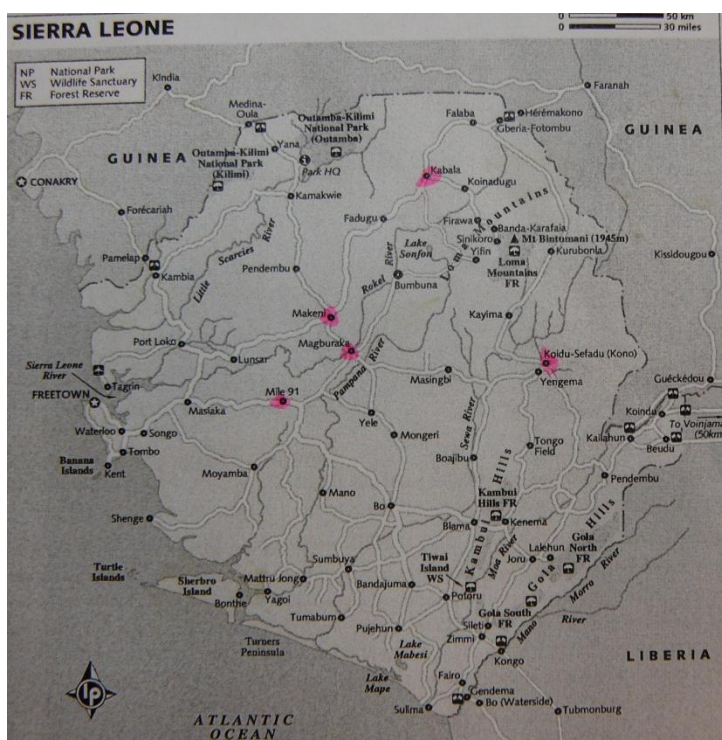 SIERRA LEONE
0 50 km
0 30 miles
NP National Park
WS Wildlife Sanctuary
FR Forest Reserve
Kindia
Faranah
Medina-
Oula
Outamba-Kilimi
National Park
(Outamba)
Falaba
Hérémakono
Gberia-Fotombu
GUINEA
GUINEA
Yana
Park HQ
Outamba-Kilimi
National Park
(Kilimi)
Kabala
Koinadugu
CONAKRY
Kamakwie
Forécariah
Fadugu
Firawa
Banda-Karafaia
Loma Mountains
Sinikoro
Mt Bintumani (1945m)
Lake
Sonfon
Yifin
Loma
Mountains
FR
Kurubonla
Kissidougou
Pamelap
Kambia
Little Scarcies River
Pendembu
Rokel River
Bumbuna
Makeni
Kayima
Port Loko
Magburaka
Lunsar
Pampana River
Koidu-Sefadu (Kono)
Yengema
Masingbi
Sierra Leone
River
Tagrin
FREETOWN
Guéckédou
Masiaka
Mile 91
Sewa River
Koindu
To Voinjama
(50km)
Waterloo
Songo
Yele
Mongeri
Tongo
Field
Kailahun
Beudu
Tombo
Banana
Islands
Kent
Moyamba
Boajibu
Pendembu
Mano
Bo
Kambui
Hills FR
Kambui Hills
Shenge
Blama
Kenema
Moa River
Gola Hills
Lalehun
Gola
North
FR
Joru
Turtle
Islands
Sherbro
Island
Mattru Jong
Sumbuya
Tiwai
Island
WS
Bandajuma
Bonthe
Yagoi
Potoru
Morro River
Tumabum
Gola South
FR
Sileti
Mano River
Pujehun
Zimmi
Turners
Peninsula
Lake
Mabesi
Kongo
LIBERIA
Lake
Mape
Fairo
Gendema
Sulima
Bo (Waterside)
Tubmonburg
LP
ATLANTIC
OCEAN